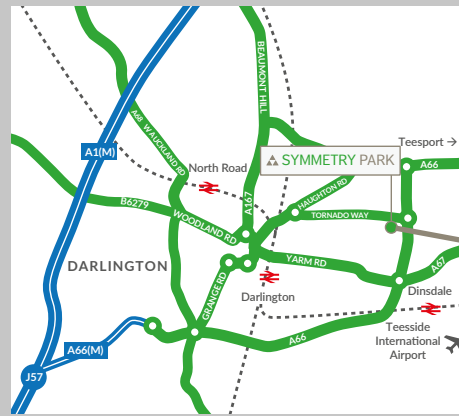 BEAUMONT HILL
A68 W AUCKLAND RD
A1(M)
North Road
SYMMETRY PARK
Teesport →
A66
B6279
WOODLAND RD
A167
HAUGHTON RD
TORNADO WAY
DARLINGTON
GRANGE RD
YARM RD
A67
Darlington
Dinsdale
A66(M)
A66
Teesside
International
Airport
J57